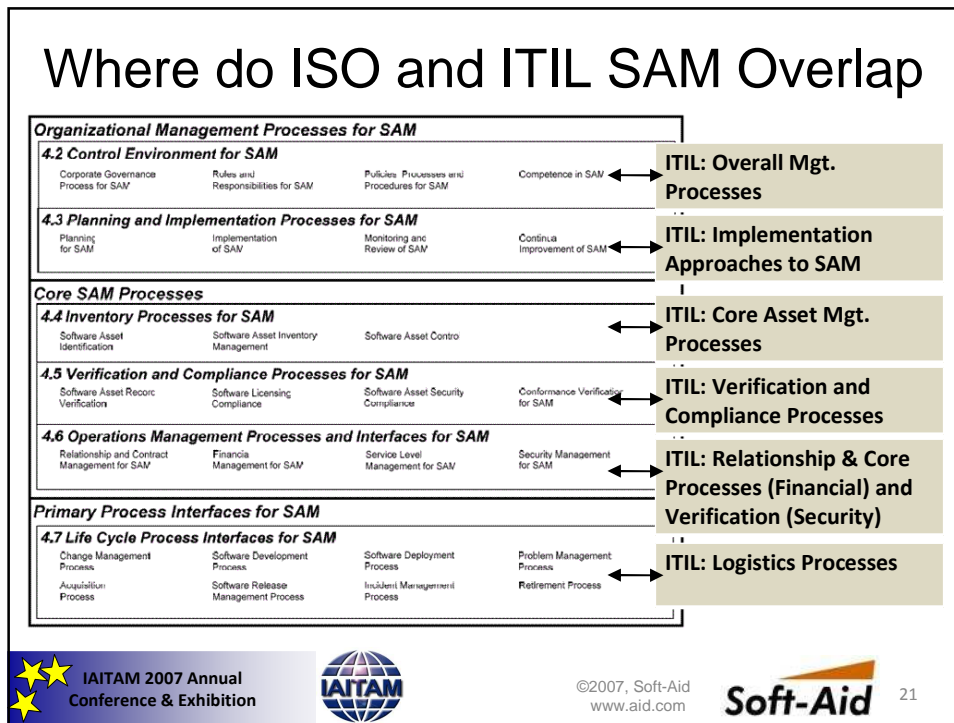 Where do ISO and ITIL SAM Overlap
Organizational Management Processes for SAM
4.2 Control Environment for SAM
Corporate Governance
Process for SAM
Roles and
Responsibilities for SAM
Policies Processes and
Procedures for SAM
Competence in SAM
ITIL: Overall Mgt.
Processes
4.3 Planning and Implementation Processes for SAM
Planning
for SAM
Implementation
of SAM
Monitoring and
Review of SAM
Continua
Improvement of SAM
ITIL: Implementation
Approaches to SAM
Core SAM Processes
4.4 Inventory Processes for SAM
Software Asset
Identification
Software Asset Inventory
Management
Software Asset Contro
ITIL: Core Asset Mgt.
Processes
4.5 Verification and Compliance Processes for SAM
Software Asset Record
Verification
Software Licensing
Compliance
Software Asset Security
Compliance
Conformance Verification
for SAM
ITIL: Verification and
Compliance Processes
4.6 Operations Management Processes and Interfaces for SAM
Relationship and Contract
Management for SAM
Financia
Management for SAM
Service Level
Management for SAM
Security Management
for SAM
ITIL: Relationship & Core
Processes (Financial) and
Verification (Security)
Primary Process Interfaces for SAM
4.7 Life Cycle Process Interfaces for SAM
Change Management
Process
Software Development
Process
Software Deployment
Process
Problem Management
Process
Acquisition
Process
Software Release
Management Process
Incident Management
Process
Retirement Process
ITIL: Logistics Processes
IAITAM 2007 Annual
Conference & Exhibition
IAITAM
©2007, Soft-Aid
www.aid.com
Soft-Aid
21